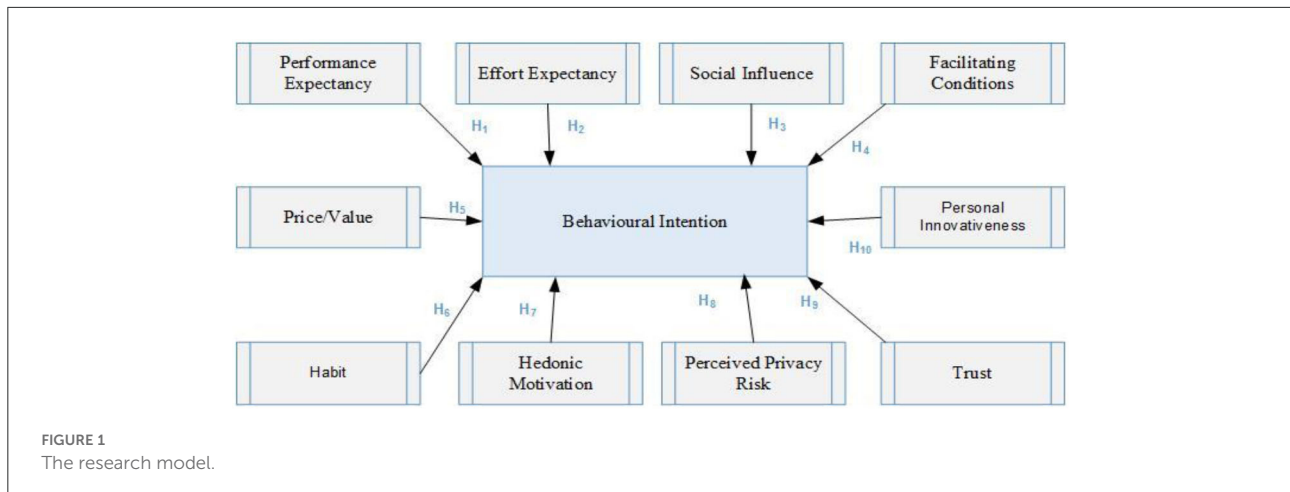 Performance
Expectancy
Effort Expectancy
Social Influence
Facilitating
Conditions
H1
H2
H3
H4
Price/Value
H5
Behavioural Intention
Personal
Innovativeness
H10
H6
H7
H8
H9
Habit
Hedonic
Motivation
Perceived Privacy
Risk
Trust
FIGURE 1
The research model.